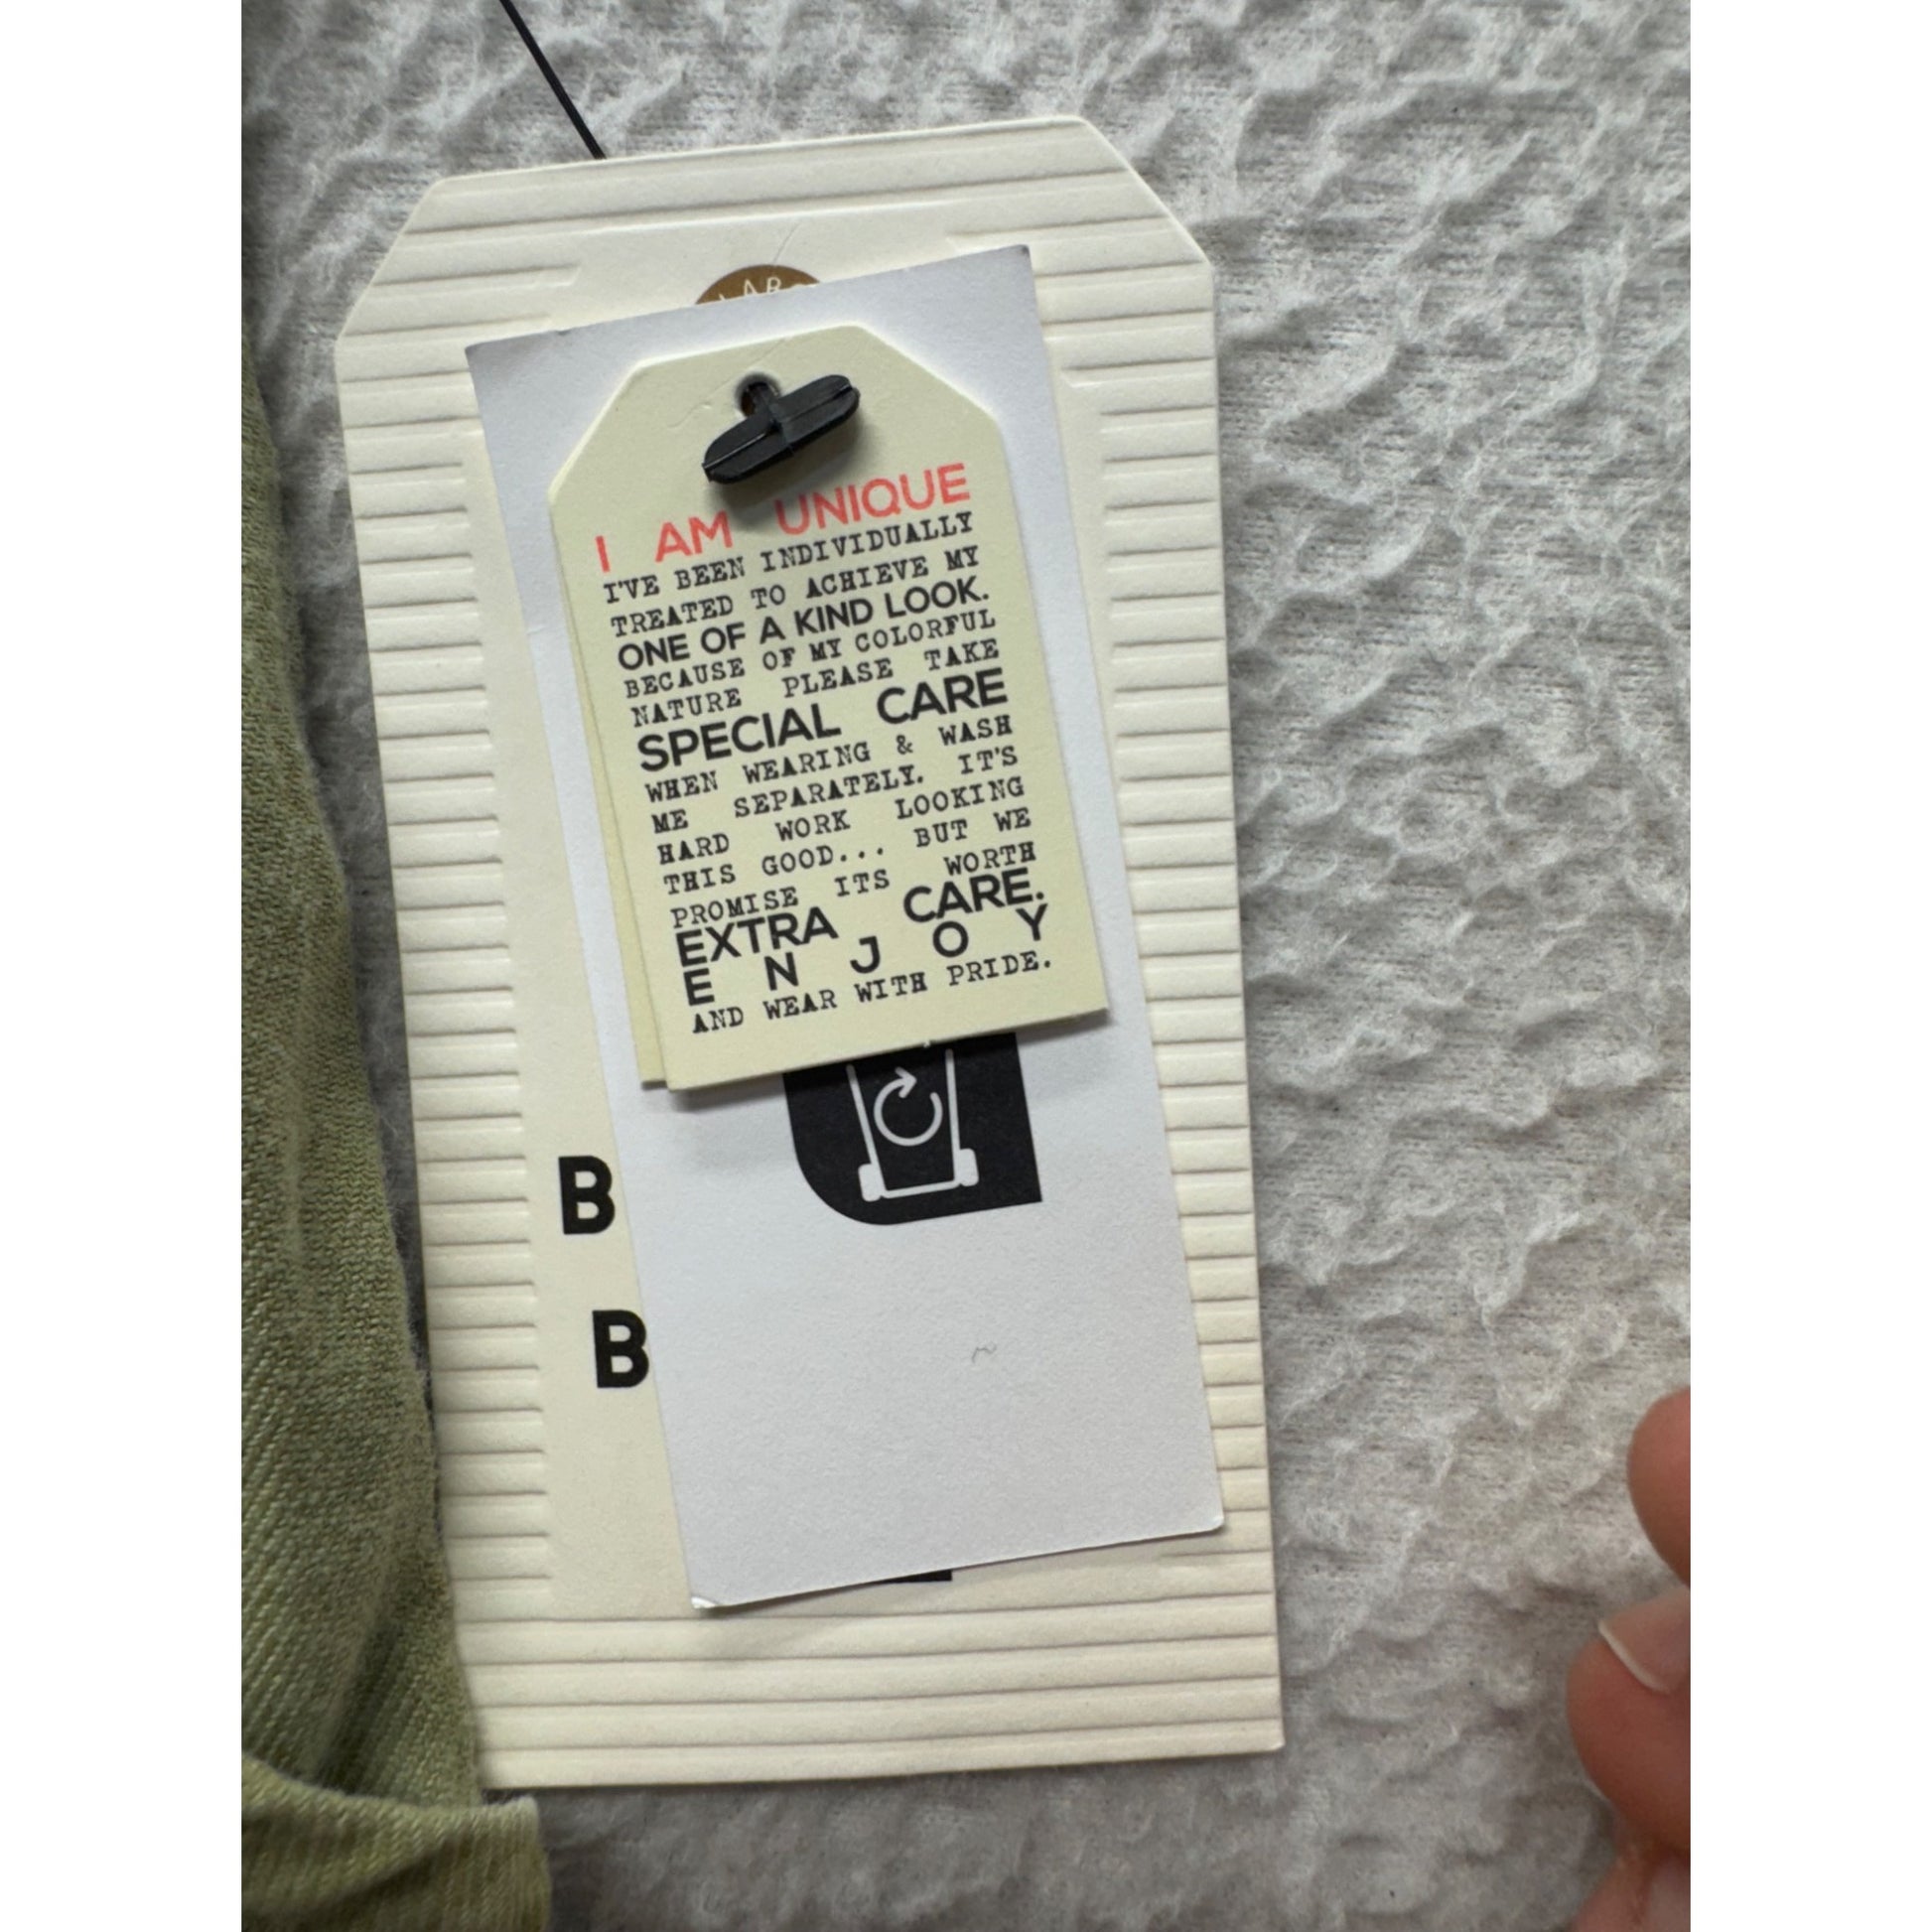 I AM UNIQUE
I'VE BEEN INDIVIDUALLY
TREATED TO ACHIEVE MY
ONE OF A KIND LOOK.
BECAUSE OF MY COLORFUL
NATURE PLEASE TAKE
SPECIAL CARE
WHEN WEARING & WASH
ME SEPARATELY. IT'S
HARD WORK LOOKING
THIS GOOD... BUT WE
PROMISE ITS WORTH
EXTRA CARE.
E N J O Y
AND WEAR WITH PRIDE.
B
B